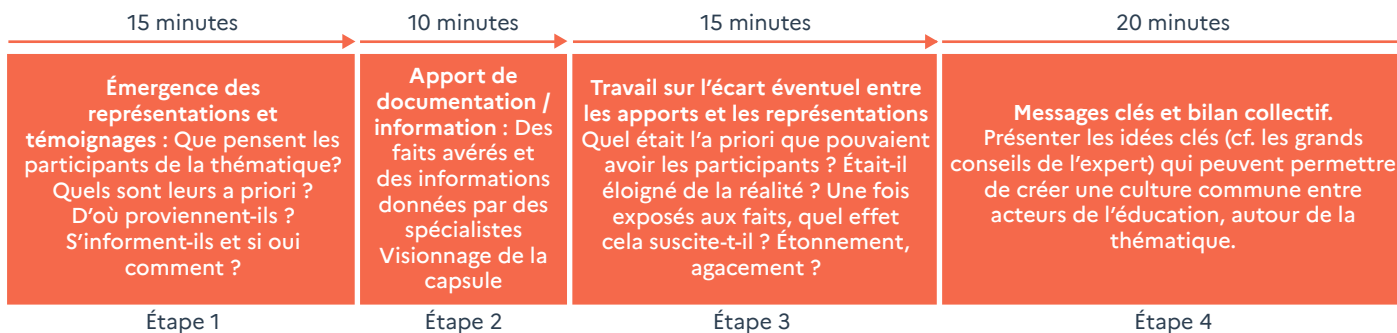 15 minutes
10 minutes
15 minutes
20 minutes
Émergence des
représentations et
témoignages : Que pensent les
participants de la thématique?
Quels sont leurs a priori ?
D’où proviennent-ils ?
S’informent-ils et si oui
comment ?
Apport de
documentation /
information : Des
faits avérés et
des informations
données par des
spécialistes
Visionnage de la
capsule
Travail sur l’écart éventuel entre
les apports et les représentations
Quel était l’a priori que pouvaient
avoir les participants ? Était-il
éloigné de la réalité ? Une fois
exposés aux faits, quel effet
cela suscite-t-il ? Étonnement,
agacement ?
Messages clés et bilan collectif.
Présenter les idées clés (cf. les grands
conseils de l’expert) qui peuvent permettre
de créer une culture commune entre
acteurs de l’éducation, autour de la
thématique.
Étape 1
Étape 2
Étape 3
Étape 4